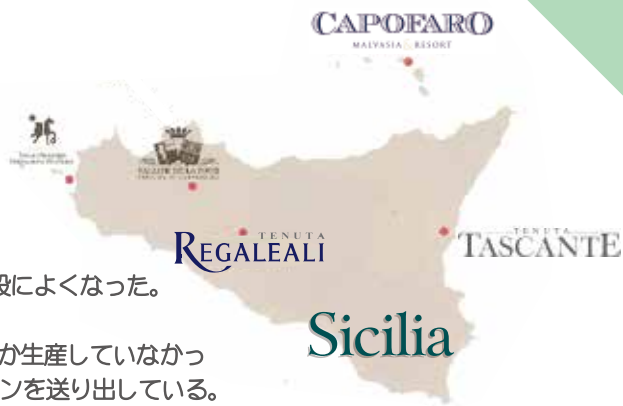 CAPOFARO
MALVASIA & RESORT
TENUTA
REGALEALI
TENUTA
TASCANTE
Sicilia
段によくなった。
か生産していなかっ
ンを送り出している。